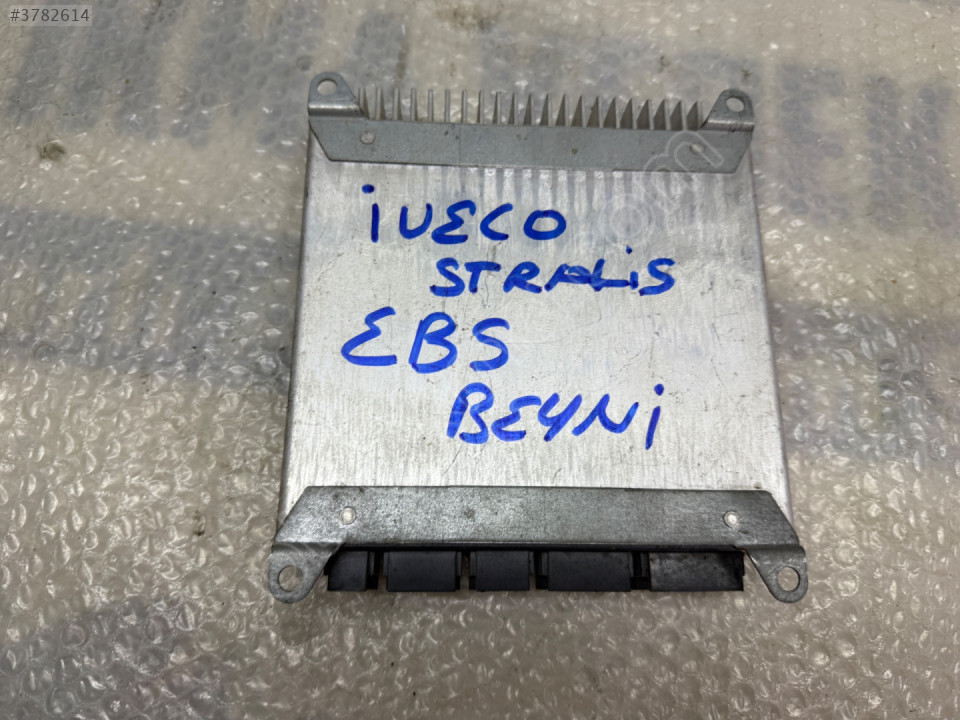 #3782614
iVECO
STRALiS
EBS
BEYNi